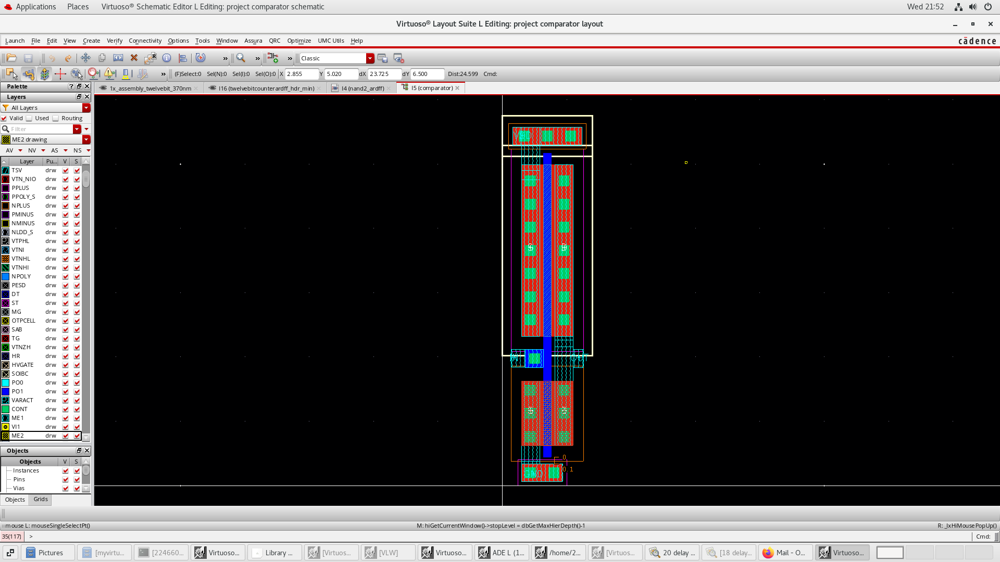 Applications Places Virtuoso® Schematic Editor L Editing: project comparator schematic Wed 21:52
Virtuoso® Layout Suite L Editing: project comparator layout
Launch File Edit View Create Verify Connectivity Options Tools Window Assura QRC Optimize UMC Utils Help cādence
» » » Classic
» (F)Select:0 Sel(N):0 Sel(I):0 Sel(O):0 X 2.855 Y 5.020 dX 23.725 dY 6.500 Dist:24.599 Cmd:
Palette ?
1x_assembly_twelvebit_370nm I16 (twelvebitcounterardff_hdr_min) I4 (nand2_ardff) I5 (comparator)
Layers
All Layers
Valid Used Routing
Filter
ME2 drawing
AV NV AS NS
Layer Pu... V S
TSV drw
VTN_NIO drw
PPLUS drw
PPOLY_S drw
NPLUS drw
PMINUS drw
NMINUS drw
NLDD_S drw
VTPHL drw
VTNI drw
VTNHL drw
VTNHI drw
NPOLY drw
PESD drw
DT drw
ST drw
MG drw
OTPCELL drw
SAB drw
TG drw
VTNZH drw
HR drw
HVGATE drw
SOIBC drw
PO0 drw
PO1 drw
VARACT drw
CONT drw
ME1 drw
VI1 drw
ME2 drw
VDD
S D
IN OUT
0
0.1
GND
Objects
Objects V S
Instances
Pins
Vias
Objects Grids
mouse L: mouseSingleSelectPt() M: hiGetCurrentWindow()->stopLevel = dbGetMaxHierDepth()-1 R: _lxHiMousePopUp()
35(117) > Cmd:
Pictures [myvirtu... [224660... Virtuoso... Library ... [Virtuos... [VLW] Virtuoso... ADE L (1... /home/2... [Virtuos... 20 delay ... [18 delay... Mail - O... Virtuoso...